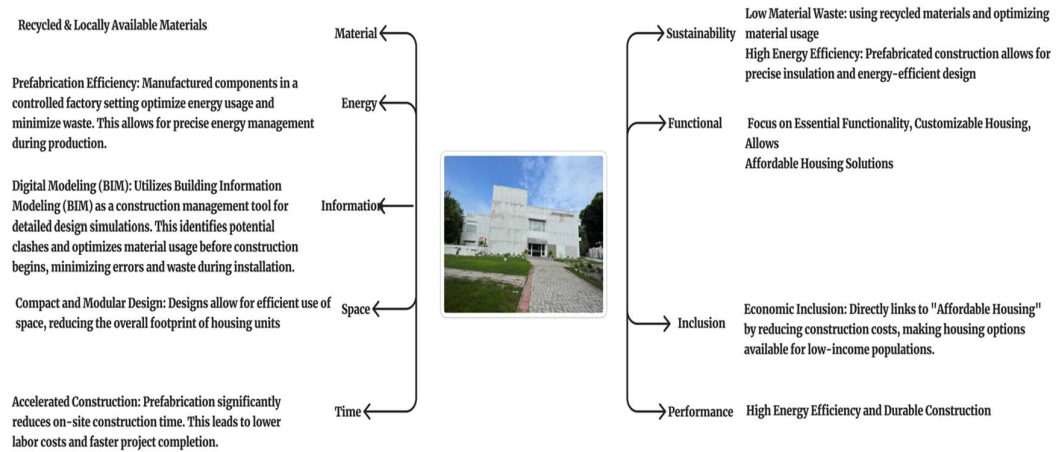 Recycled & Locally Available Materials
Material
Prefabrication Efficiency: Manufactured components in a
controlled factory setting optimize energy usage and
minimize waste. This allows for precise energy management
during production.
Energy
Digital Modeling (BIM): Utilizes Building Information
Modeling (BIM) as a construction management tool for
detailed design simulations. This identifies potential
clashes and optimizes material usage before construction
begins, minimizing errors and waste during installation.
Information
Compact and Modular Design: Designs allow for efficient use of
space, reducing the overall footprint of housing units
Space
Accelerated Construction: Prefabrication significantly
reduces on-site construction time. This leads to lower
labor costs and faster project completion.
Time
Sustainability
Low Material Waste: using recycled materials and optimizing
material usage
High Energy Efficiency: Prefabricated construction allows for
precise insulation and energy-efficient design
Functional
Focus on Essential Functionality, Customizable Housing,
Allows
Affordable Housing Solutions
Inclusion
Economic Inclusion: Directly links to "Affordable Housing"
by reducing construction costs, making housing options
available for low-income populations.
Performance
High Energy Efficiency and Durable Construction